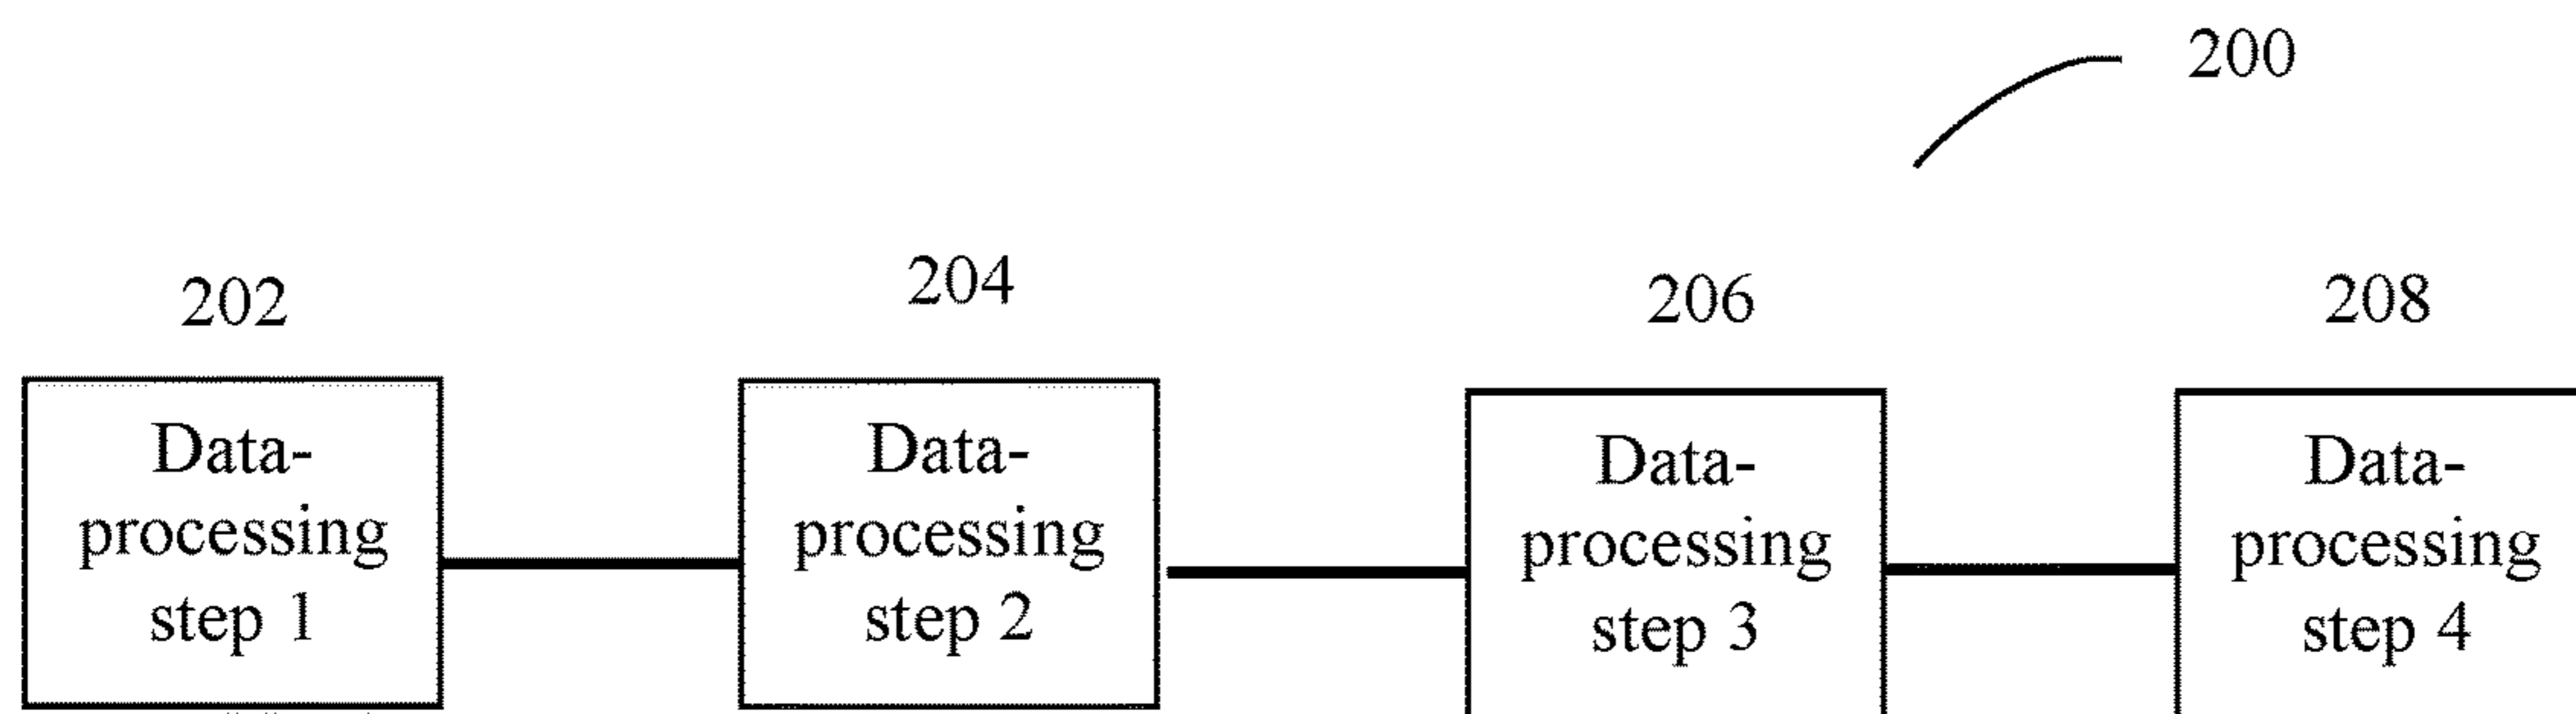 200
202
204
206
208
Data-
processing
step 1
Data-
processing
step 2
Data-
processing
step 3
Data-
processing
step 4